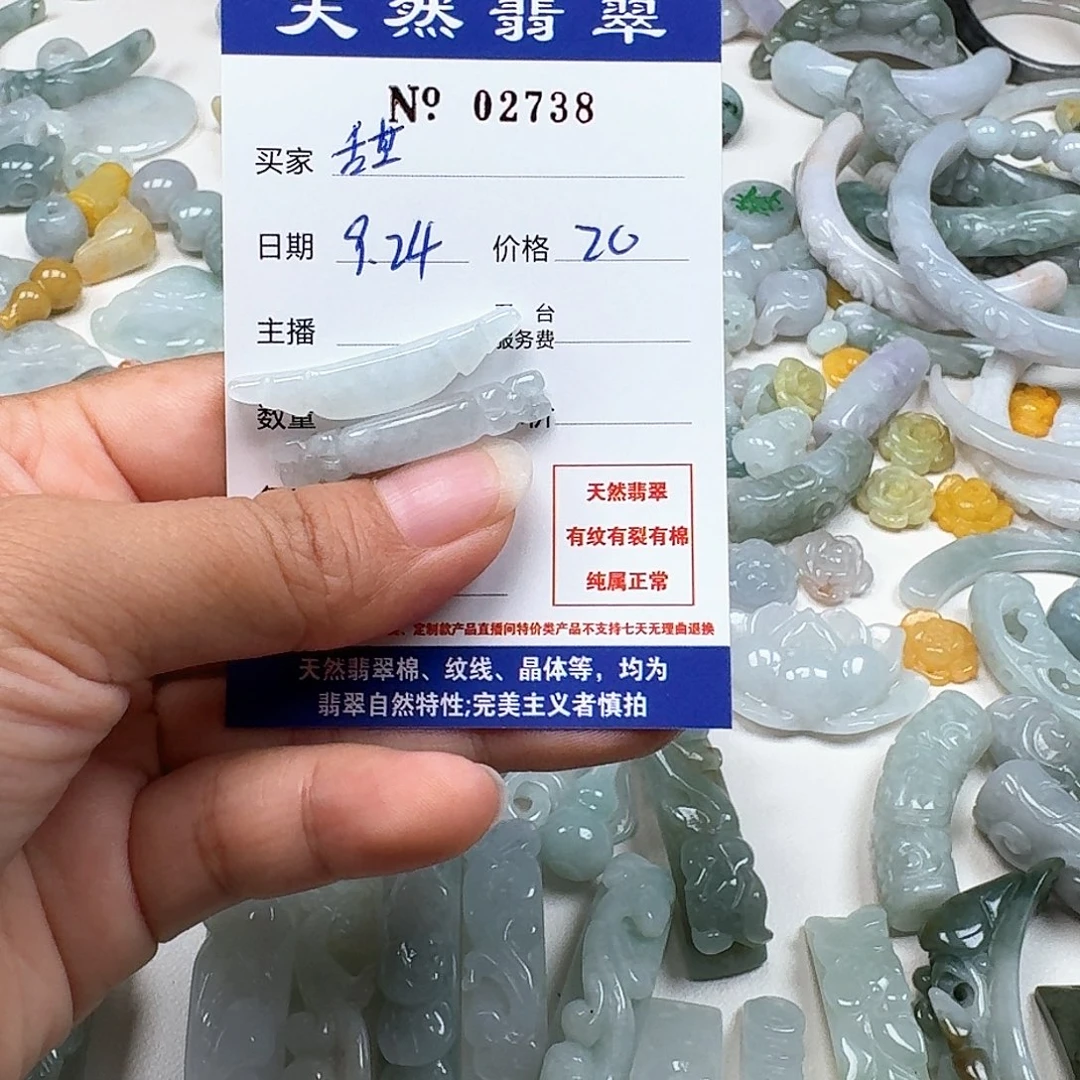 天然翡翠
Nº 02738
买家 甜
日期 9.24 价格 20
主播 台
服务费
数量 价
天然翡翠
有纹有裂有棉
纯属正常
定制款产品直播间特价类产品不支持七天无理由退换
天然翡翠棉、纹线、晶体等，均为
翡翠自然特性;完美主义者慎拍